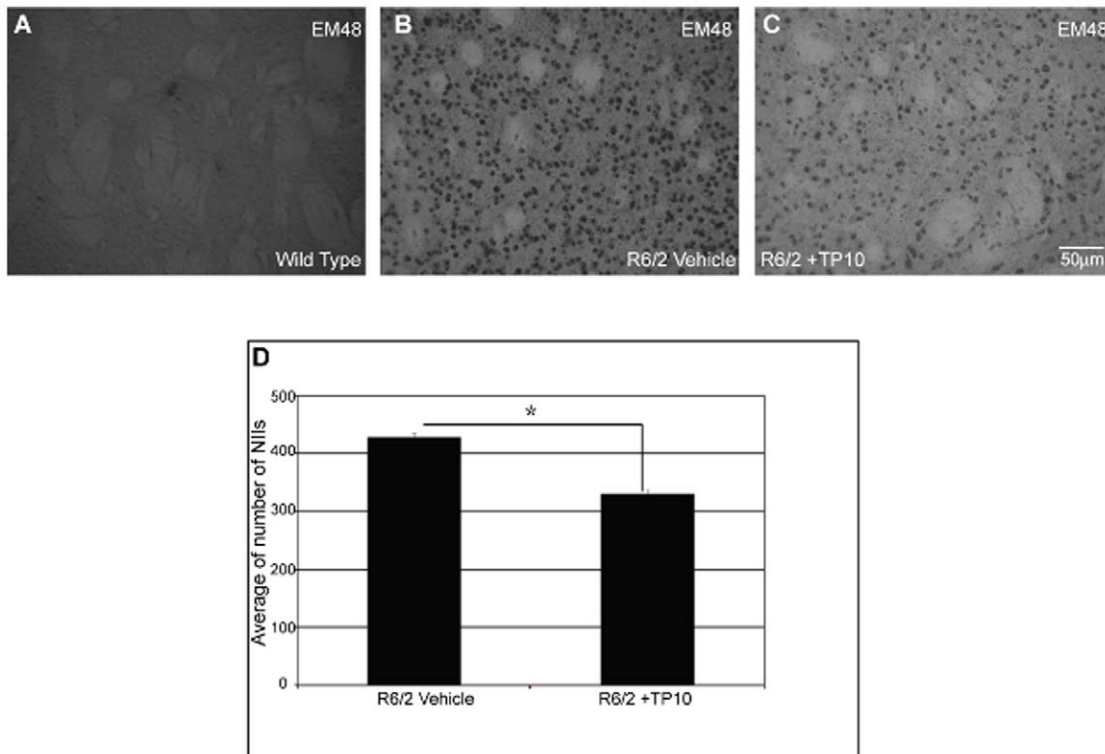 A
EM48
Wild Type
B
EM48
R6/2 Vehicle
C
EM48
R6/2 +TP10
50μm
D
Average of number of NIIs
500
400
300
200
100
0
*
R6/2 Vehicle
R6/2 +TP10